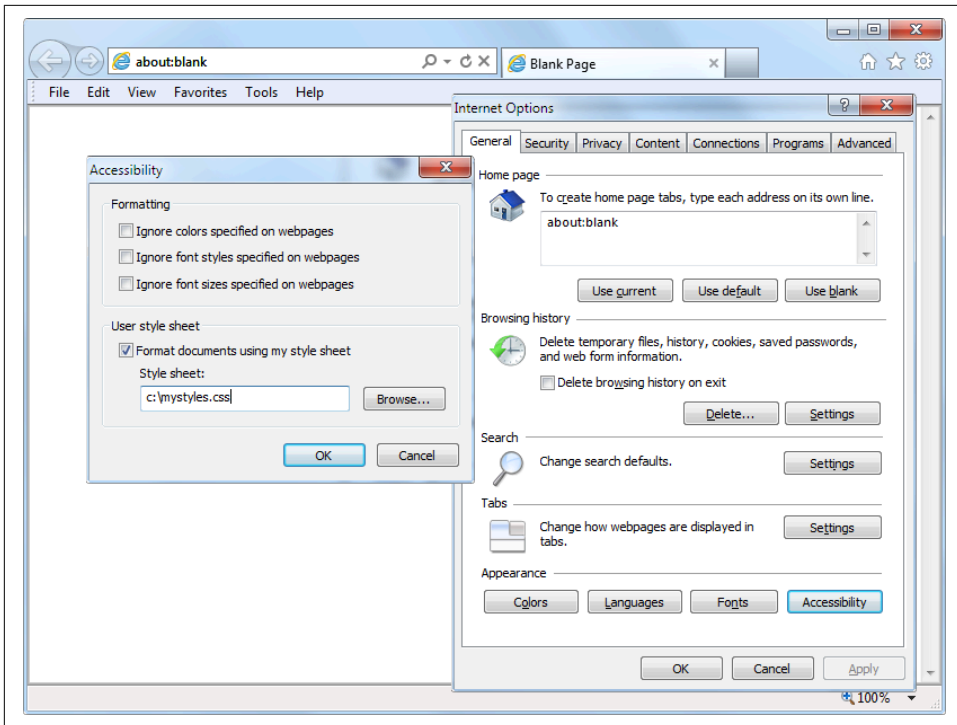 about:blank
Blank Page
File Edit View Favorites Tools Help
Internet Options
General Security Privacy Content Connections Programs Advanced
Home page
To create home page tabs, type each address on its own line.
about:blank
Use current Use default Use blank
Browsing history
Delete temporary files, history, cookies, saved passwords,
and web form information.
Delete browsing history on exit
Delete... Settings
Search
Change search defaults.
Settings
Tabs
Change how webpages are displayed in
tabs.
Settings
Appearance
Colors Languages Fonts Accessibility
OK Cancel Apply
Accessibility
Formatting
Ignore colors specified on webpages
Ignore font styles specified on webpages
Ignore font sizes specified on webpages
User style sheet
Format documents using my style sheet
Style sheet:
c:\mystyles.css
Browse...
OK Cancel
100%